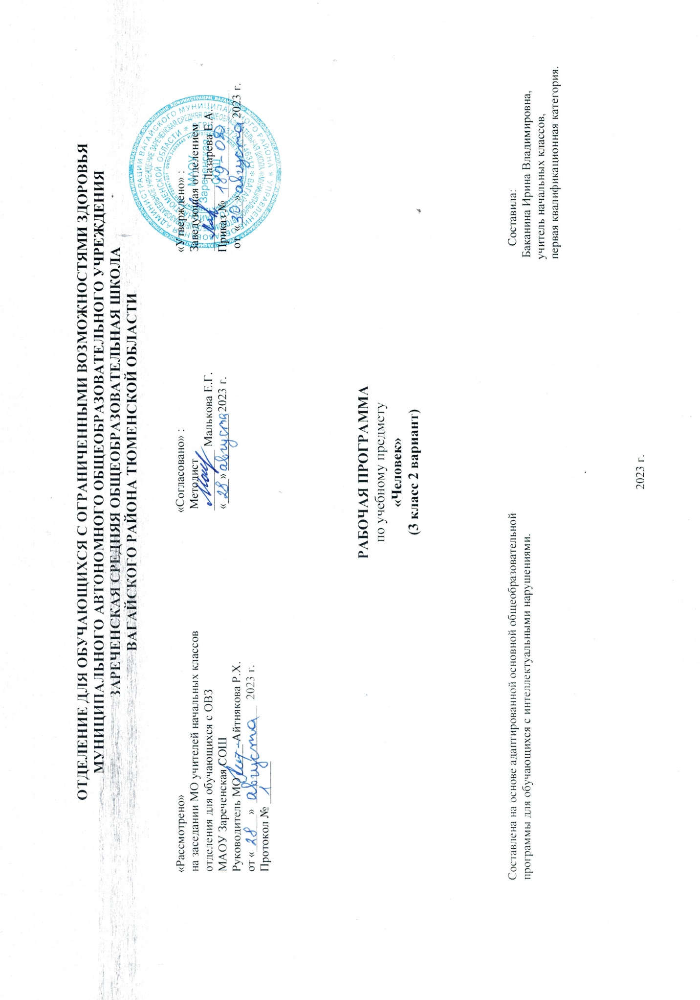 ОТДЕЛЕНИЕ ДЛЯ ОБУЧАЮЩИХСЯ С ОГРАНИЧЕННЫМИ ВОЗМОЖНОСТЯМИ ЗДОРОВЬЯ
МУНИЦИПАЛЬНОГО АВТОНОМНОГО ОБЩЕОБРАЗОВАТЕЛЬНОГО УЧРЕЖДЕНИЯ
ЗАРЕЧЕНСКАЯ СРЕДНЯЯ ОБЩЕОБРАЗОВАТЕЛЬНАЯ ШКОЛА
ВАГАЙСКОГО РАЙОНА ТЮМЕНСКОЙ ОБЛАСТИ
«Рассмотрено»
на заседании МО учителей начальных классов
отделения для обучающихся с ОВЗ
МАОУ Зареченская СОШ
Руководитель МО Айтнякова Р.Х.
от « 28 » августа 2023 г.
Протокол № 1
«Согласовано» :
Методист
Малькова Е.Г.
« 28 » августа 2023 г.
«Утверждено» :
Заведующая отделением
Лазарева Е.А.
Приказ № 189-ОД
от « 30 » августа 2023 г.
МАОУ
Зареченская
СОШ
РАБОЧАЯ ПРОГРАММА
по учебному предмету
«Человек»
(3 класс 2 вариант)
Составлена на основе адаптированной основной общеобразовательной
программы для обучающихся с интеллектуальными нарушениями.
Составила:
Баканина Ирина Владимировна,
учитель начальных классов,
первая квалификационная категория.
2023 г.